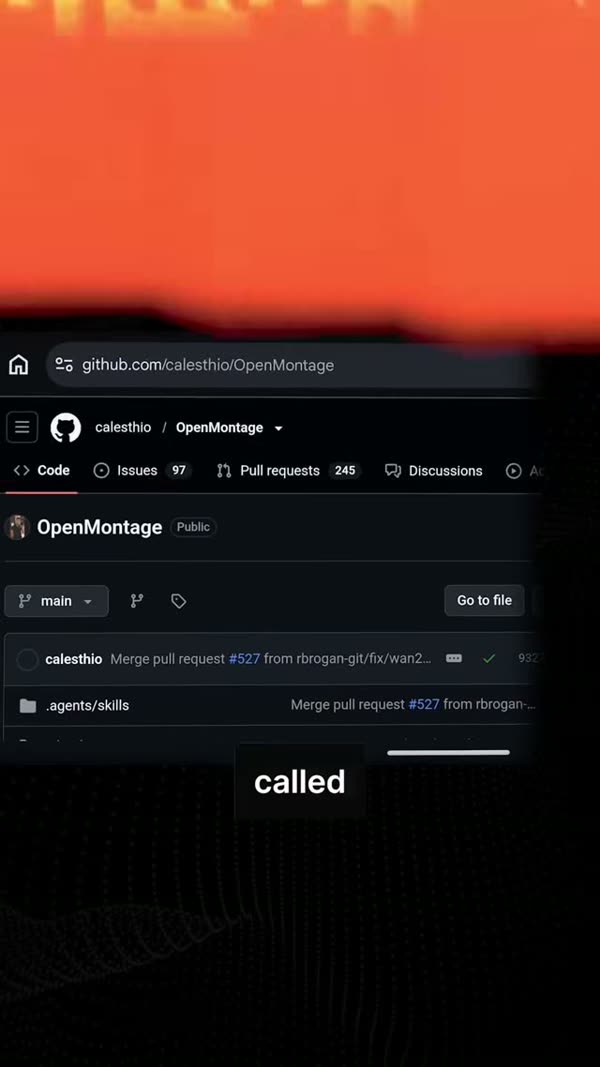 github.com/calesthio/OpenMontage
calesthio / OpenMontage
Code Issues 97 Pull requests 245 Discussions
OpenMontage Public
main Go to file
calesthio Merge pull request #527 from rbrogan-git/fix/wan2... 932
.agents/skills Merge pull request #527 from rbrogan-...
called